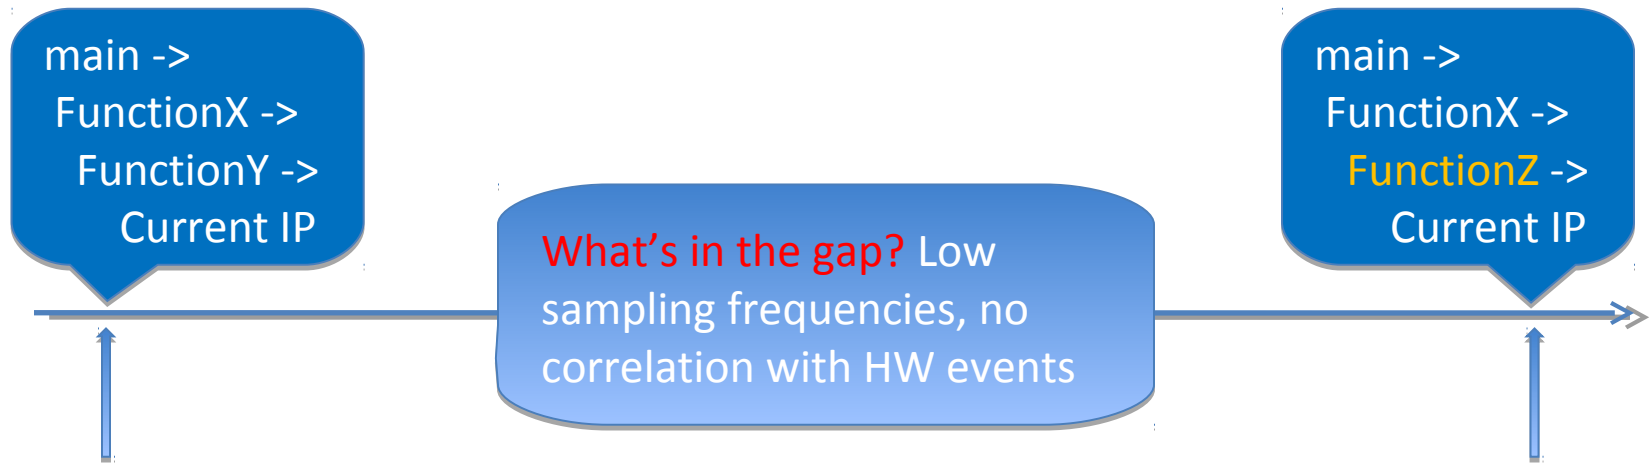 main ->
FunctionX ->
FunctionY ->
Current IP
What’s in the gap? Low
sampling frequencies, no
correlation with HW events
main ->
FunctionX ->
FunctionZ ->
Current IP